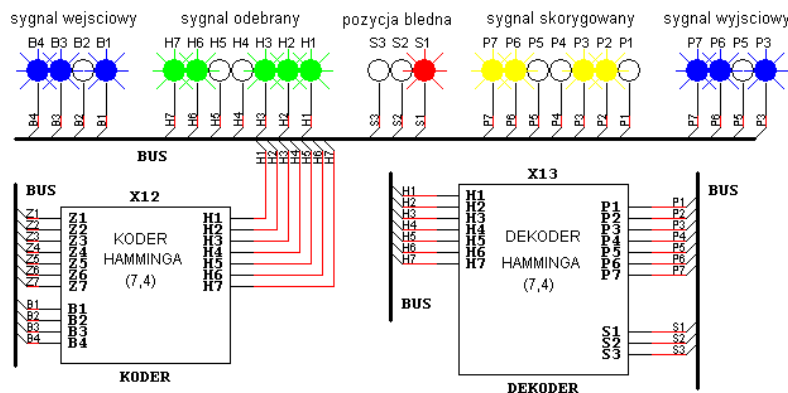 sygnal wejsciowy sygnal odebrany pozycja bledna sygnal skorygowany sygnal wyjsciowy
B4 B3 B2 B1 H7 H6 H5 H4 H3 H2 H1 S3 S2 S1 P7 P6 P5 P4 P3 P2 P1 P7 P6 P5 P3
B4 B3 B2 B1 H7 H6 H5 H4 H3 H2 H1 S3 S2 S1 P7 P6 P5 P4 P3 P2 P1 P7 P6 P5 P3
BUS
H1 H2 H3 H4 H5 H6 H7
BUS
X12
Z1 Z1 H1
Z2 Z2 H2
Z3 Z3 H3
Z4 Z4 H4
Z5 Z5 H5
Z6 Z6 H6
Z7 Z7 H7
KODER
HAMMINGA
(7,4)
B1 B1
B2 B2
B3 B3
B4 B4
KODER
X13
BUS
H1 H1
H2 H2 P1 P1
H3 H3 P2 P2
H4 H4 P3 P3
H5 H5 P4 P4
H6 H6 P5 P5
H7 H7 P6 P6
P7 P7
DEKODER
HAMMINGA
(7,4)
BUS
S1 S1
S2 S2
S3 S3
DEKODER